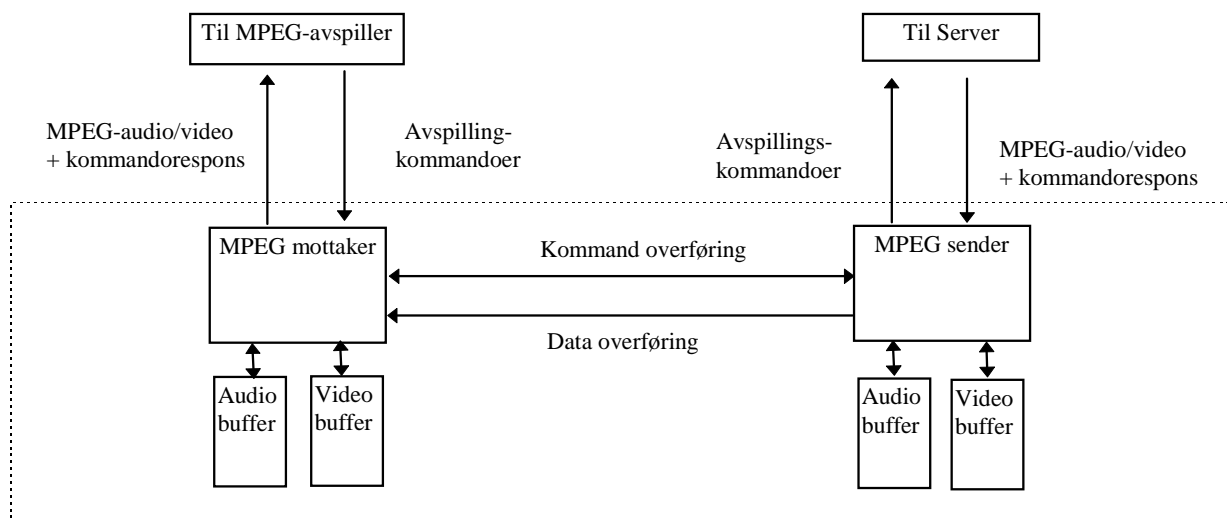 Til MPEG-avspiller
Til Server
MPEG-audio/video
+ kommandorespons
Avspilling-
kommandoer
Avspillings-
kommandoer
MPEG-audio/video
+ kommandorespons
MPEG mottaker
Kommand overføring
MPEG sender
Data overføring
Audio
buffer
Video
buffer
Audio
buffer
Video
buffer